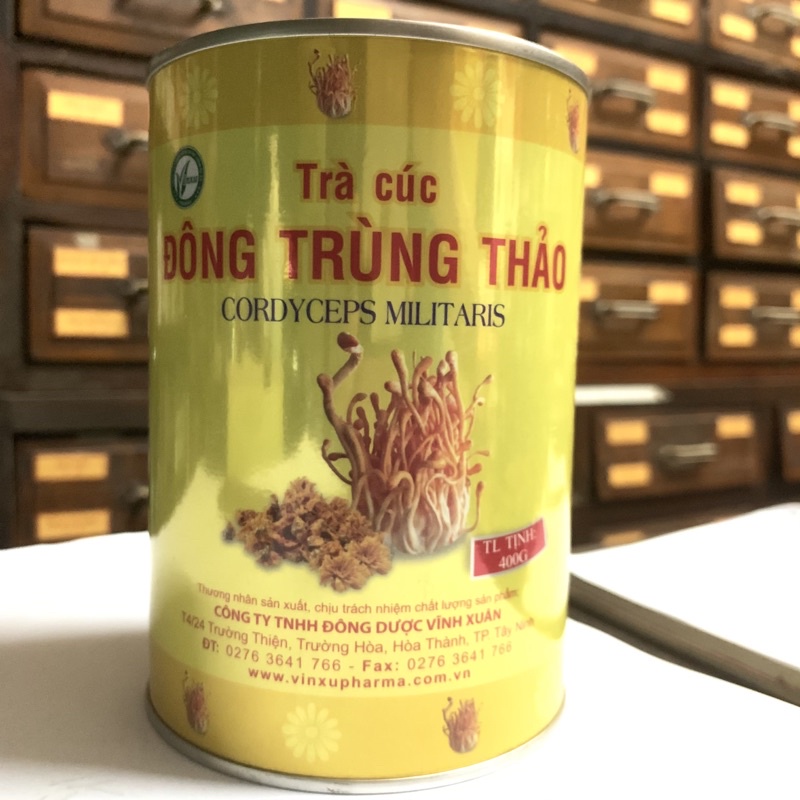 Vinxu
Trà cúc
ĐÔNG TRÙNG THẢO
CORDYCEPS MILITARIS
TL TỊNH:
400G
Thương nhân sản xuất, chịu trách nhiệm chất lượng sản phẩm:
CÔNG TY TNHH ĐÔNG DƯỢC VĨNH XUÂN
T4/24 Trường Thiện, Trường Hòa, Hòa Thành, TP Tây Ninh
ĐT: 0276 3641 766 - Fax: 0276 3641 766
www.vinxupharma.com.vn